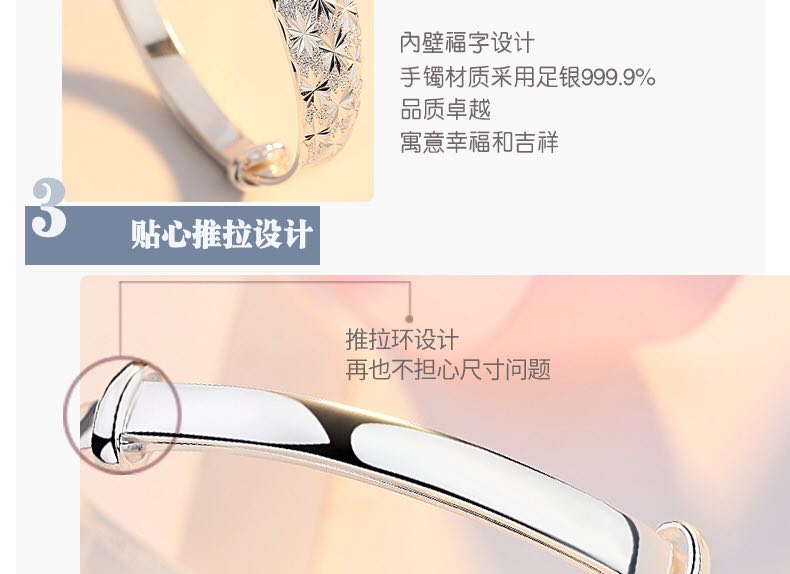 内壁福字设计
手镯材质采用足银999.9%
品质卓越
寓意幸福和吉祥
3
贴心推拉设计
推拉环设计
再也不担心尺寸问题